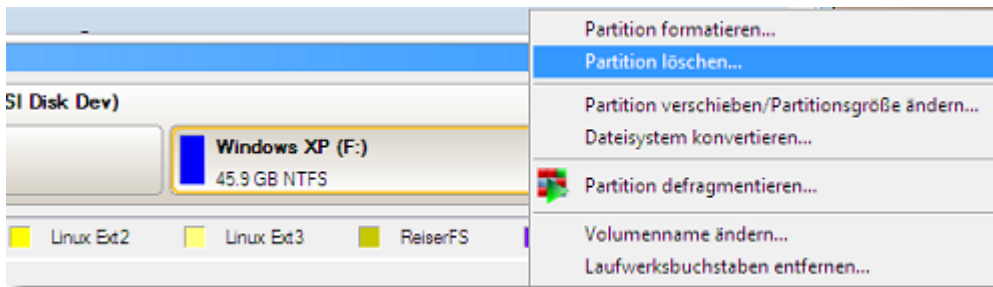 Partition formatieren...
Partition löschen...
SI Disk Dev)
Partition verschieben/Partitionsgröße ändern...
Dateisystem konvertieren...
Windows XP (F:)
45.9 GB NTFS
Partition defragmentieren...
Linux Ext2 Linux Ext3 ReiserFS
Volumenname ändern...
Laufwerksbuchstaben entfernen...